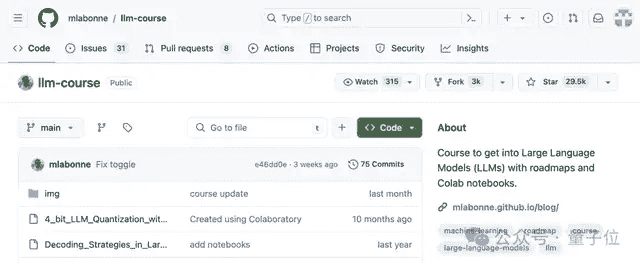 mlabonne / llm-course
Type / to search
Code Issues 31 Pull requests 8 Actions Projects Security Insights
llm-course Public
Watch 315 Fork 3k Star 29.5k
main Go to file t Code
About
Course to get into Large Language
Models (LLMs) with roadmaps and
Colab notebooks.
mlabonne.github.io/blog/
machine-learning roadmap course
large-language-models llm
mlabonne Fix toggle e46dd0e · 3 weeks ago 75 Commits
img course update last month
4_bit_LLM_Quantization_wit... Created using Colaboratory 10 months ago
Decoding_Strategies_in_Lar... add notebooks last year
公众号 · 量子位